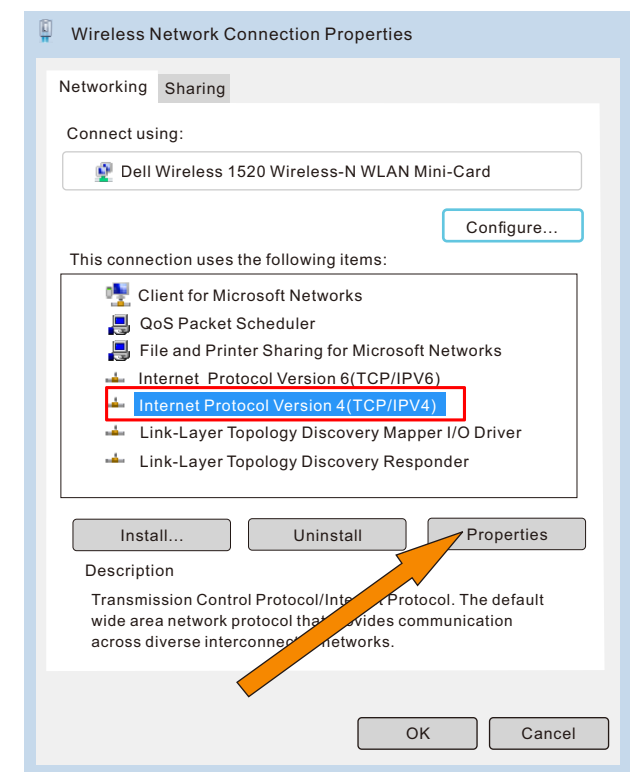 Wireless Network Connection Properties
Networking Sharing
Connect using:
Dell Wireless 1520 Wireless-N WLAN Mini-Card
Configure...
This connection uses the following items:
Client for Microsoft Networks
QoS Packet Scheduler
File and Printer Sharing for Microsoft Networks
Internet Protocol Version 6(TCP/IPV6)
Internet Protocol Version 4(TCP/IPV4)
Link-Layer Topology Discovery Mapper I/O Driver
Link-Layer Topology Discovery Responder
Install... Uninstall Properties
Description
Transmission Control Protocol/Internet Protocol. The default
wide area network protocol that provides communication
across diverse interconnected networks.
OK Cancel